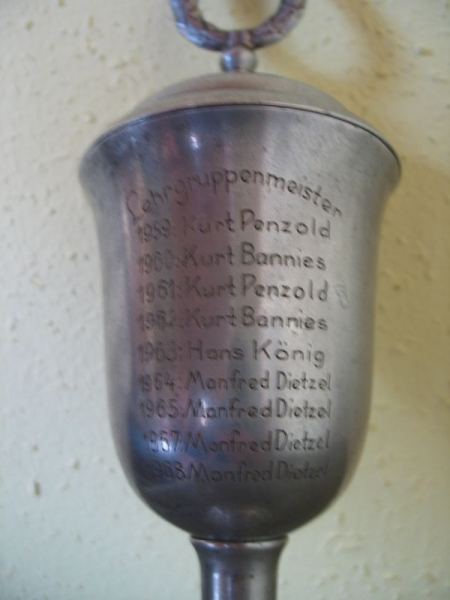 Lehrgruppenmeister
1959: Kurt Penzold
1960: Kurt Bannies
1961: Kurt Penzold
1962: Kurt Bannies
1963: Hans König
1964: Manfred Dietzel
1965: Manfred Dietzel
1967: Manfred Dietzel
1968: Manfred Dietzel